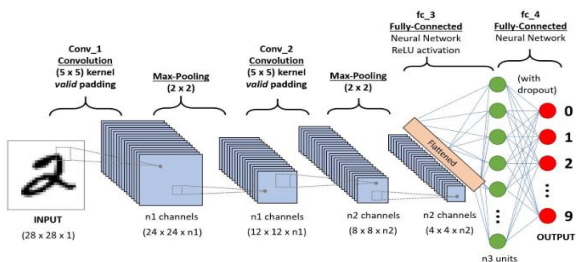 fc_3
Fully-Connected
Neural Network
ReLU activation
fc_4
Fully-Connected
Neural Network
Conv_1
Convolution
(5 x 5) kernel
valid padding
Max-Pooling
(2 x 2)
Conv_2
Convolution
(5 x 5) kernel
valid padding
Max-Pooling
(2 x 2)
(with
dropout)
Flattened
0
1
2
9
INPUT
(28 x 28 x 1)
n1 channels
(24 x 24 x n1)
n1 channels
(12 x 12 x n1)
n2 channels
(8 x 8 x n2)
n2 channels
(4 x 4 x n2)
n3 units
OUTPUT
2